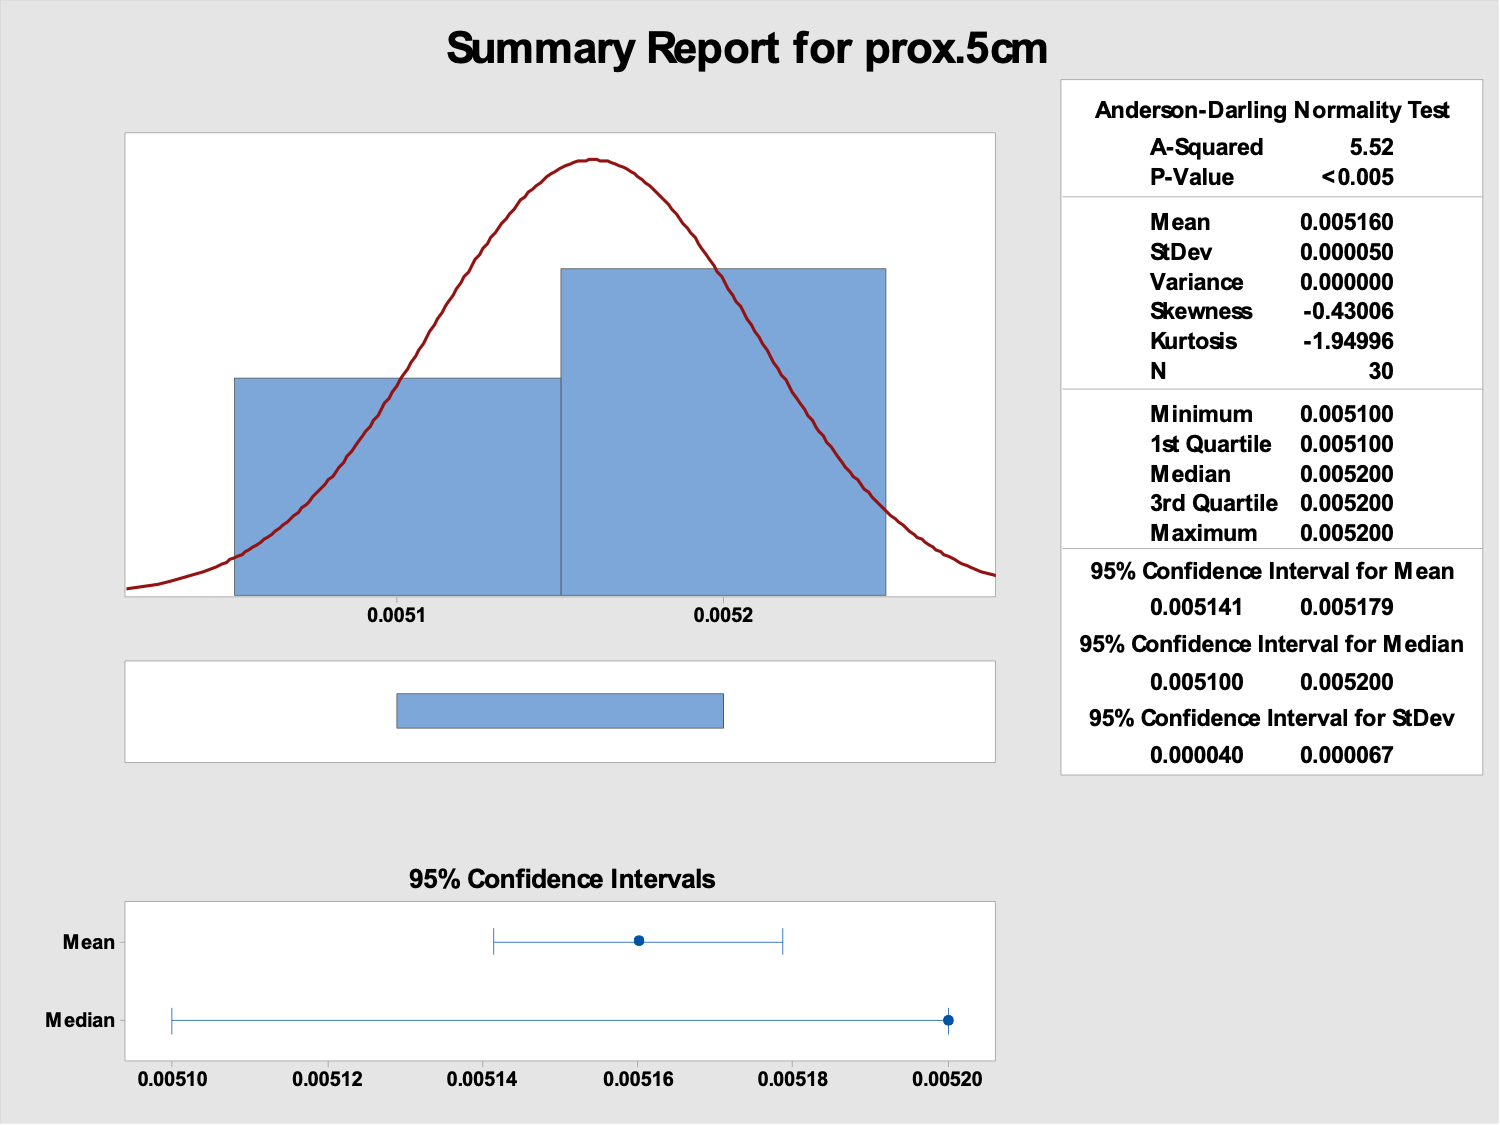 Summary Report for prox.5cm
Anderson-Darling Normality Test
A-Squared 5.52
P-Value <0.005
Mean 0.005160
StDev 0.000050
Variance 0.000000
Skewness -0.43006
Kurtosis -1.94996
N 30
Minimum 0.005100
1st Quartile 0.005100
Median 0.005200
3rd Quartile 0.005200
Maximum 0.005200
95% Confidence Interval for Mean
0.005141 0.005179
95% Confidence Interval for Median
0.005100 0.005200
95% Confidence Interval for StDev
0.000040 0.000067
0.0051 0.0052
95% Confidence Intervals
Mean
Median
0.00510 0.00512 0.00514 0.00516 0.00518 0.00520